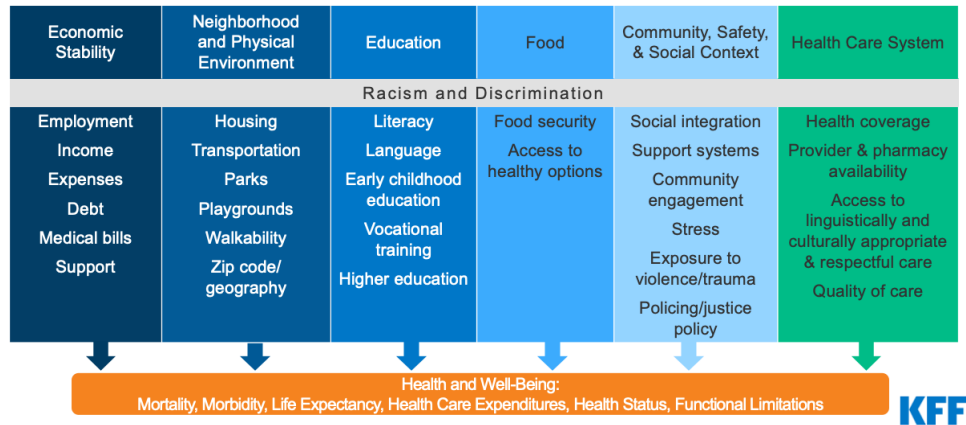 Economic
Stability
Neighborhood
and Physical
Environment
Education
Food
Community, Safety,
& Social Context
Health Care System
Racism and Discrimination
Employment
Income
Expenses
Debt
Medical bills
Support
Housing
Transportation
Parks
Playgrounds
Walkability
Zip code/
geography
Literacy
Language
Early childhood
education
Vocational
training
Higher education
Food security
Access to
healthy options
Social integration
Support systems
Community
engagement
Stress
Exposure to
violence/trauma
Policing/justice
policy
Health coverage
Provider & pharmacy
availability
Access to
linguistically and
culturally appropriate
& respectful care
Quality of care
Health and Well-Being:
Mortality, Morbidity, Life Expectancy, Health Care Expenditures, Health Status, Functional Limitations
KFF